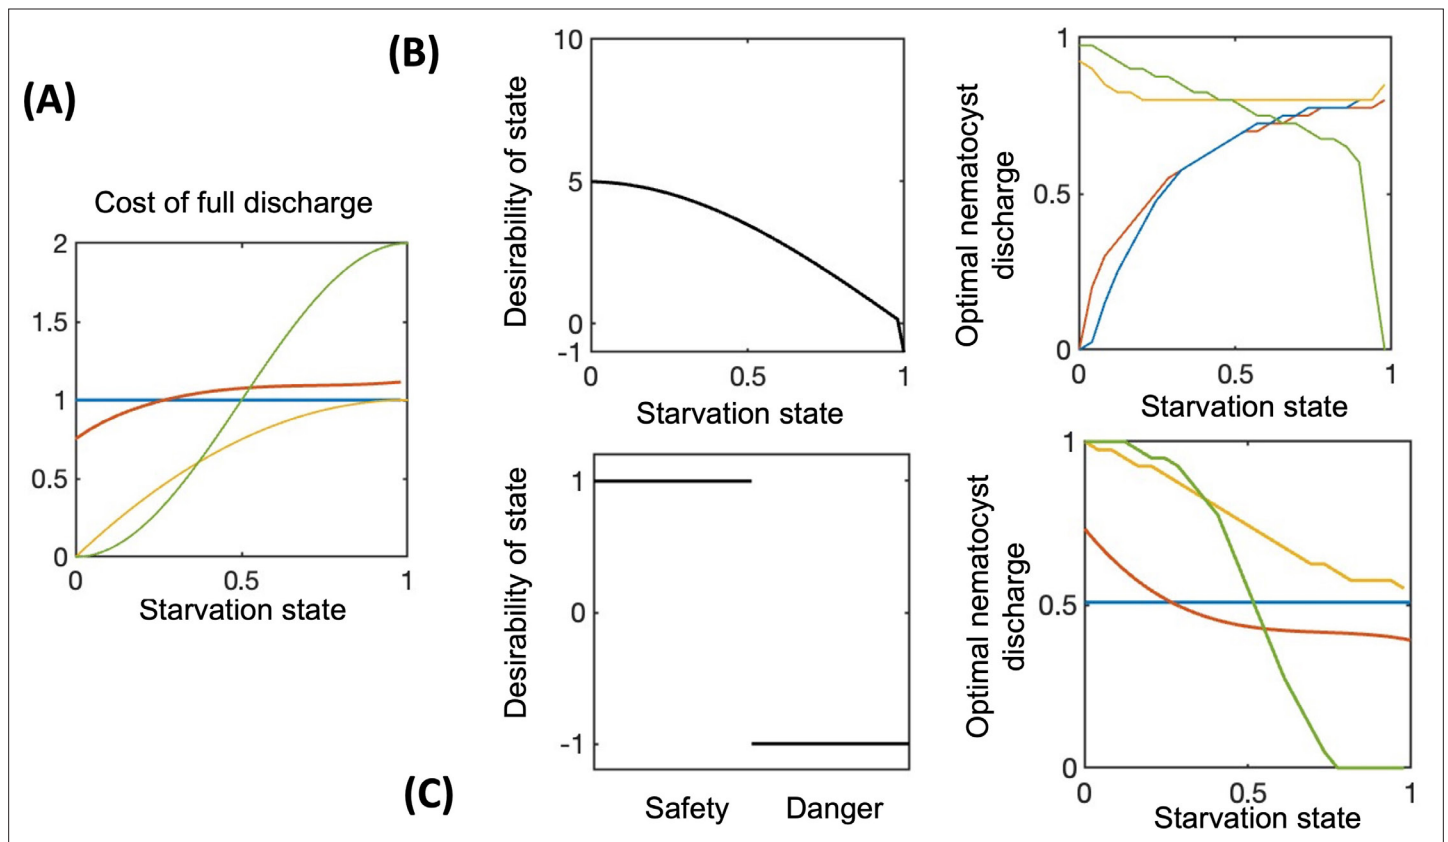 (A)
Cost of full discharge
2
1.5
1
0.5
0
0
0.5
1
Starvation state
(B)
Desirability of state
10
5
0
-1
0
0.5
1
Starvation state
Optimal nematocyst
discharge
1
0.5
0
0
0.5
1
Starvation state
(C)
Desirability of state
1
0
-1
Safety
Danger
Optimal nematocyst
discharge
1
0.5
0
0
0.5
1
Starvation state